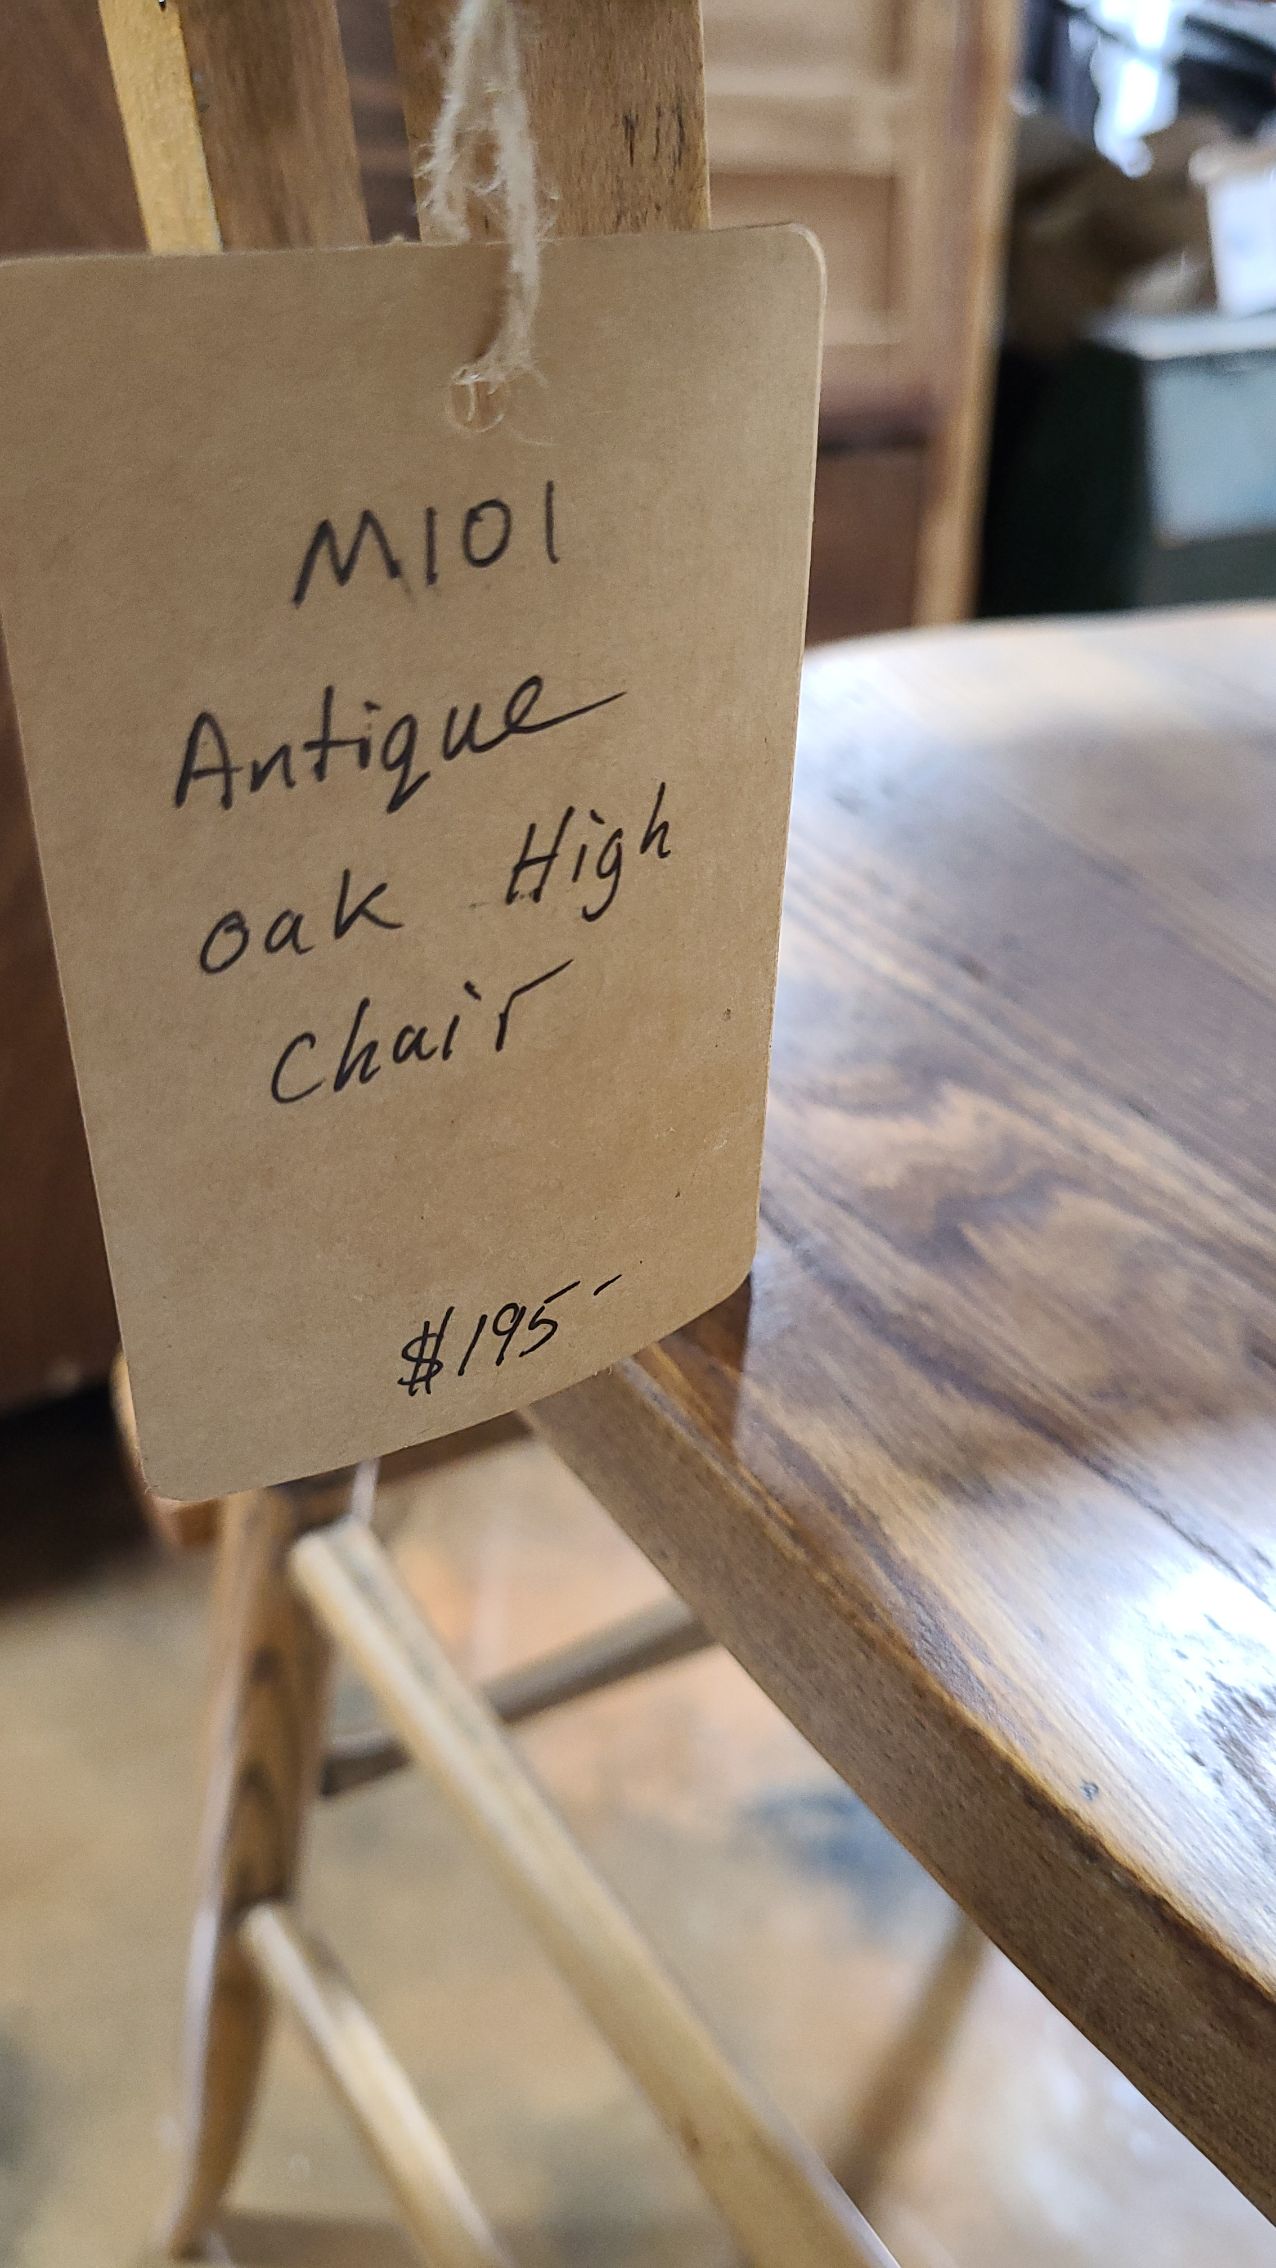 M101
Antique
oak High
chair
$195-